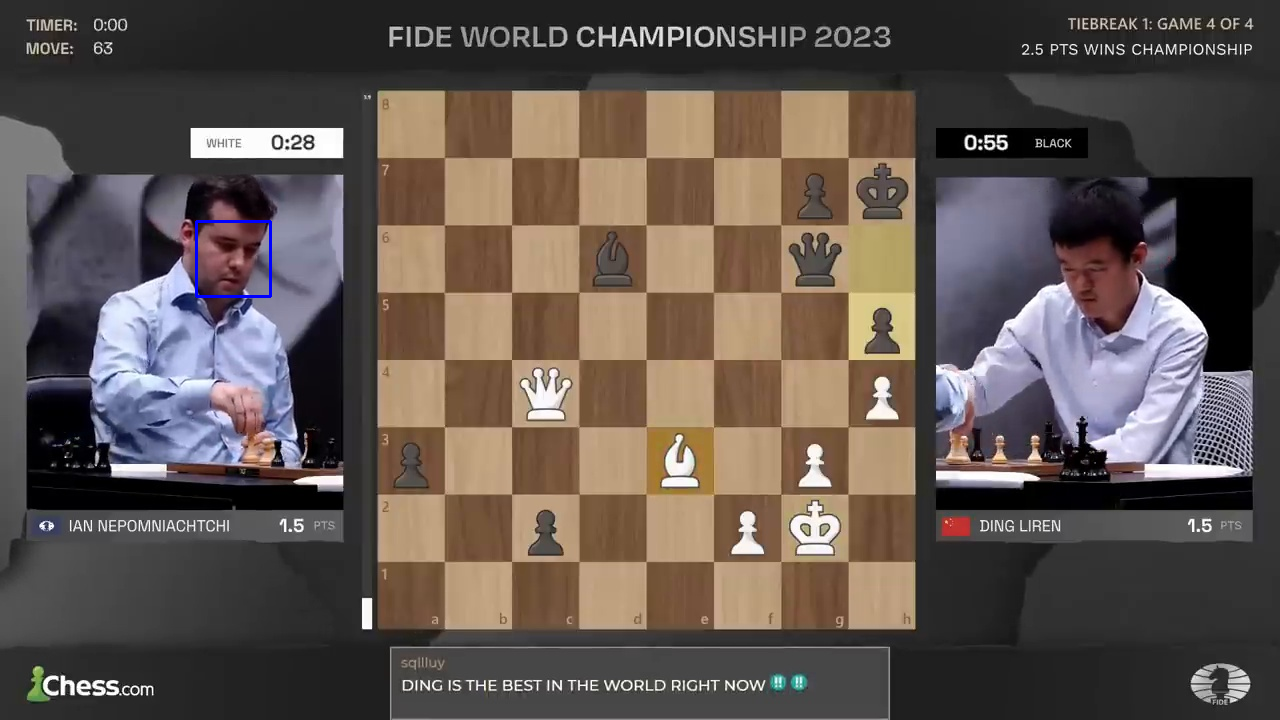 TIMER: 0:00
MOVE: 63
FIDE WORLD CHAMPIONSHIP 2023
TIEBREAK 1: GAME 4 OF 4
2.5 PTS WINS CHAMPIONSHIP
WHITE 0:28
0:55 BLACK
8
7
6
5
4
3
2
1
a b c d e f g h
IAN NEPOMNIACHTCHI 1.5 PTS
DING LIREN 1.5 PTS
sqllluy
DING IS THE BEST IN THE WORLD RIGHT NOW ‼ ‼
Chess.com
FIDE